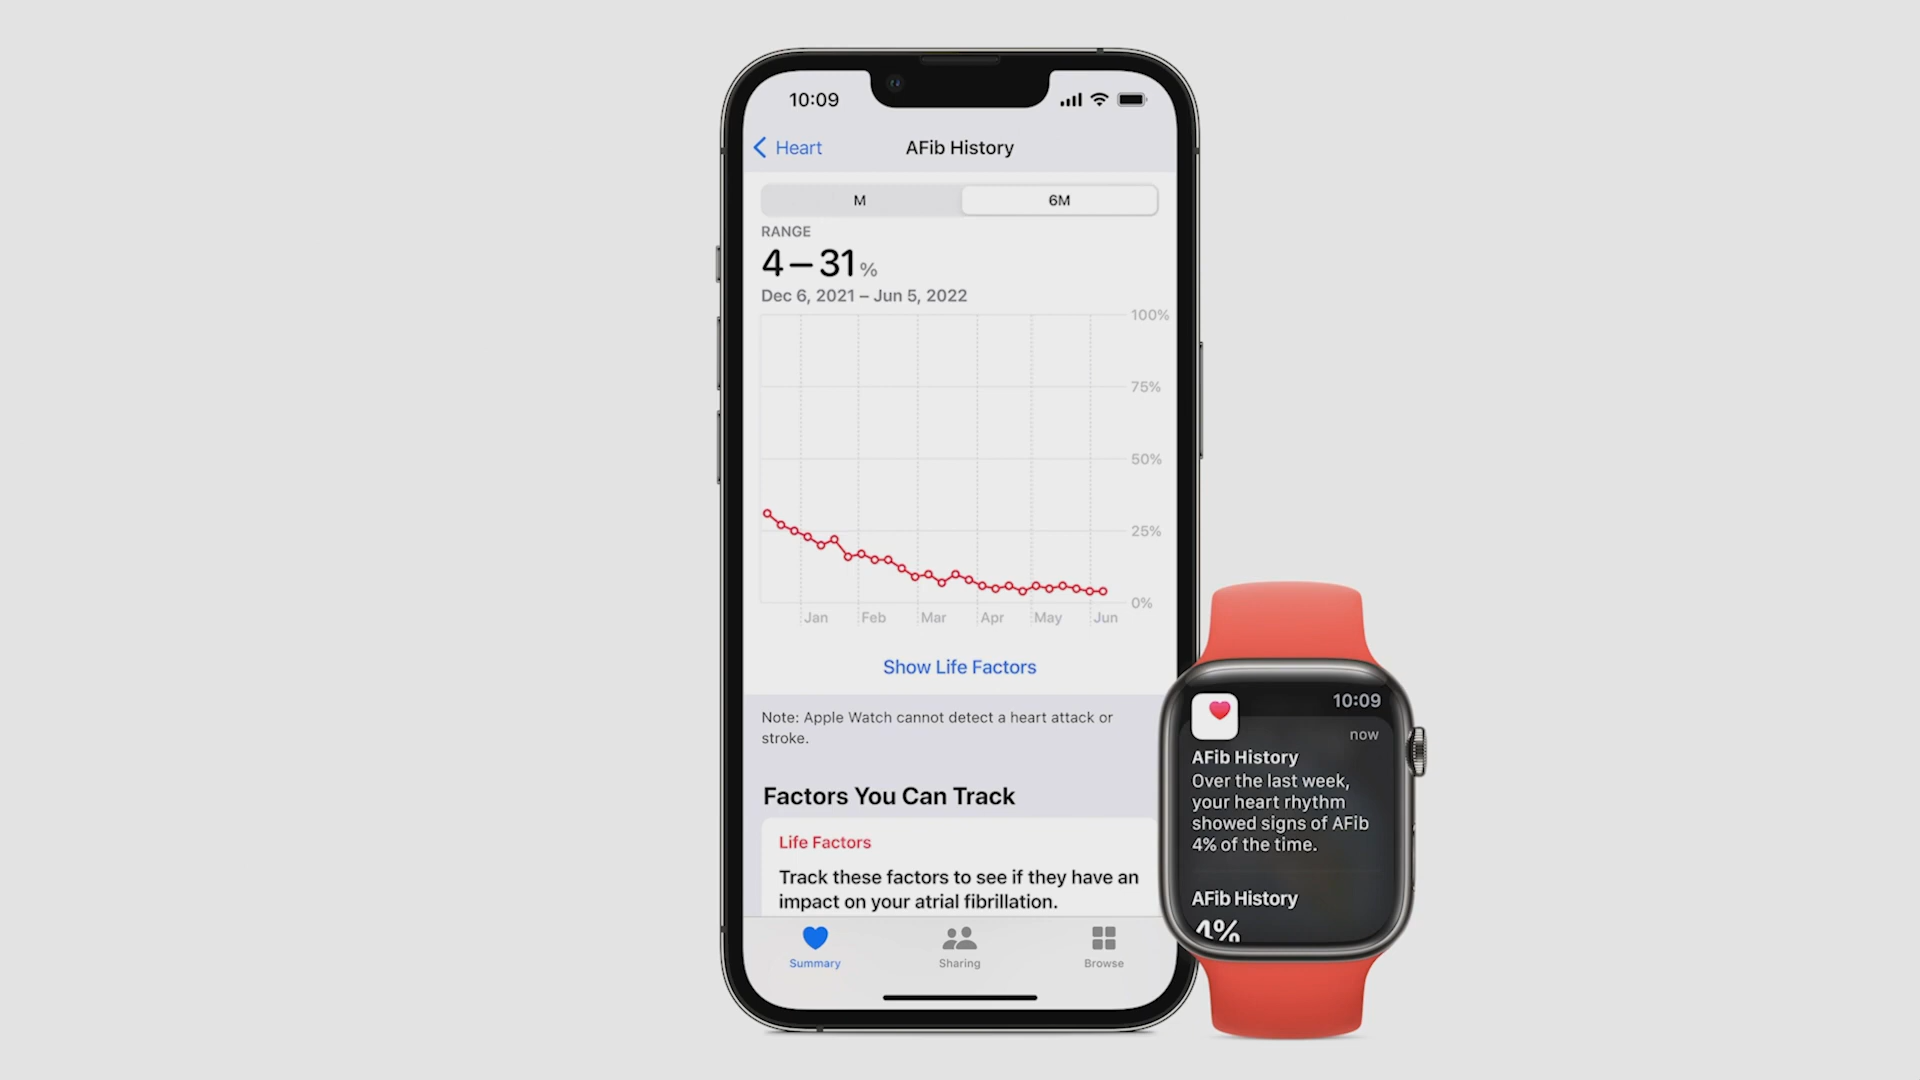 10:09
Heart
AFib History
M
6M
RANGE
4–31%
Dec 6, 2021 – Jun 5, 2022
100%
75%
50%
25%
0%
Jan Feb Mar Apr May Jun
Show Life Factors
Note: Apple Watch cannot detect a heart attack or
stroke.
Factors You Can Track
Life Factors
Track these factors to see if they have an
impact on your atrial fibrillation.
Summary
Sharing
Browse
10:09
now
AFib History
Over the last week,
your heart rhythm
showed signs of AFib
4% of the time.
AFib History
4%